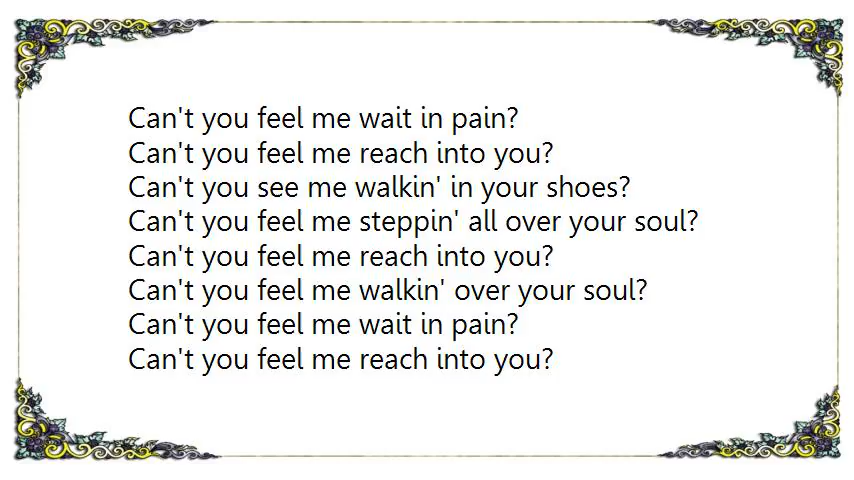 Can't you feel me wait in pain?
Can't you feel me reach into you?
Can't you see me walkin' in your shoes?
Can't you feel me steppin' all over your soul?
Can't you feel me reach into you?
Can't you feel me walkin' over your soul?
Can't you feel me wait in pain?
Can't you feel me reach into you?